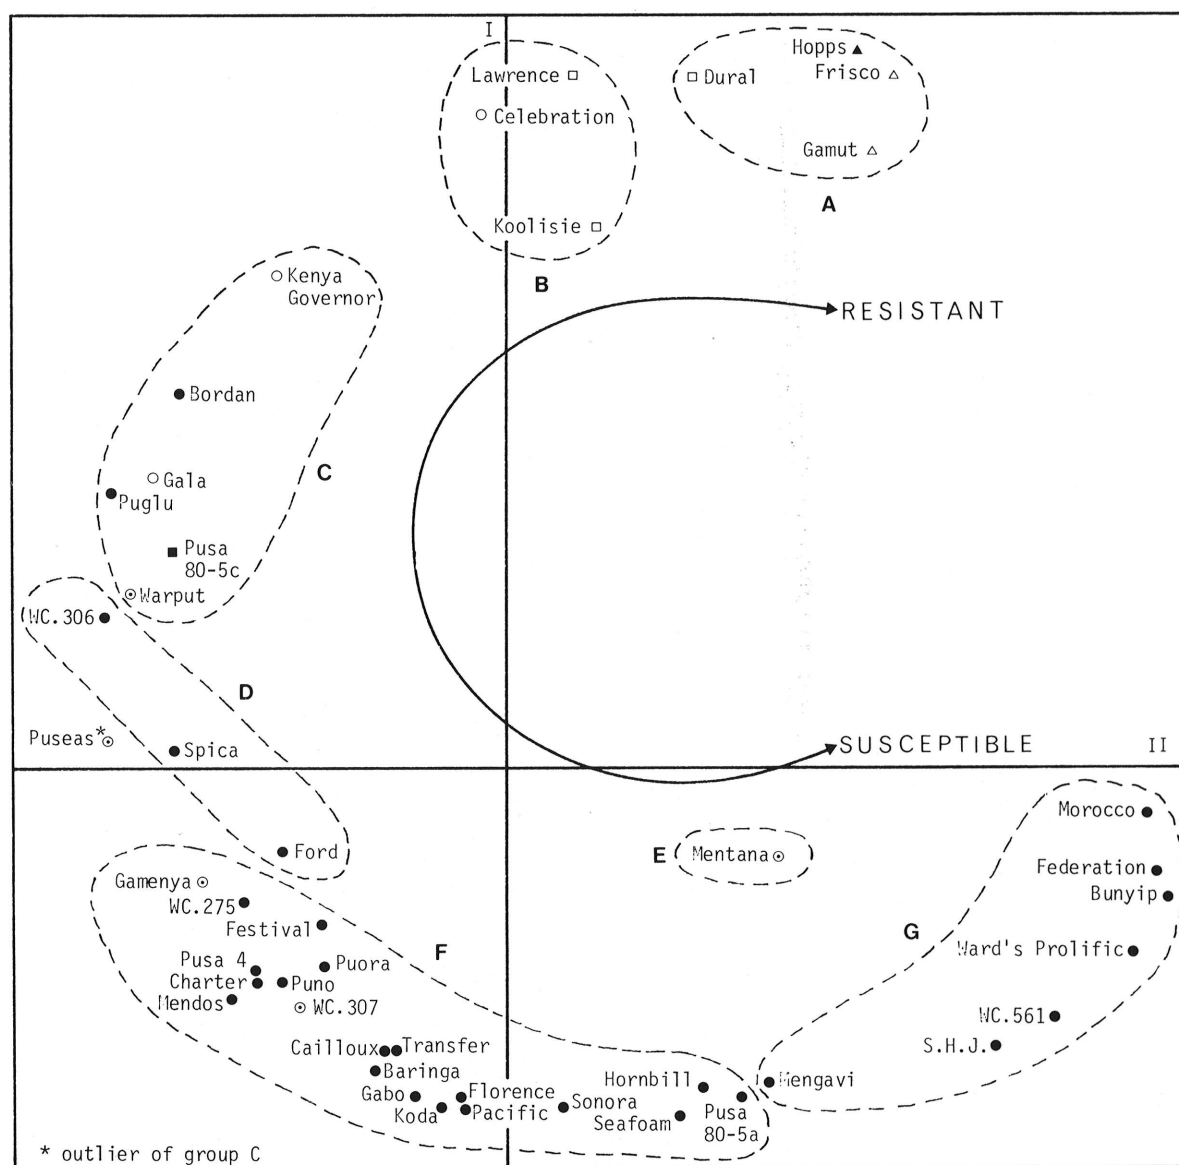 I
Hopps
Lawrence
Dural
Frisco
Celebration
Gamut
A
Koolisie
B
Kenya
Governor
RESISTANT
Bordan
C
Gala
Puglu
Pusa
80-5c
Warput
WC.306
D
Puseas*
Spica
SUSCEPTIBLE
II
Morocco
Ford
E
Mentana
Federation
Gamenya
Bunyip
WC.275
Festival
G
F
Ward's Prolific
Pusa 4
Puora
Charter
Puno
Mendos
WC.307
WC.561
Cailloux
Transfer
S.H.J.
Baringa
Hornbill
Mengavi
Gabo
Florence
Koda
Pacific
Sonora
Seafoam
Pusa
80-5a
* outlier of group C